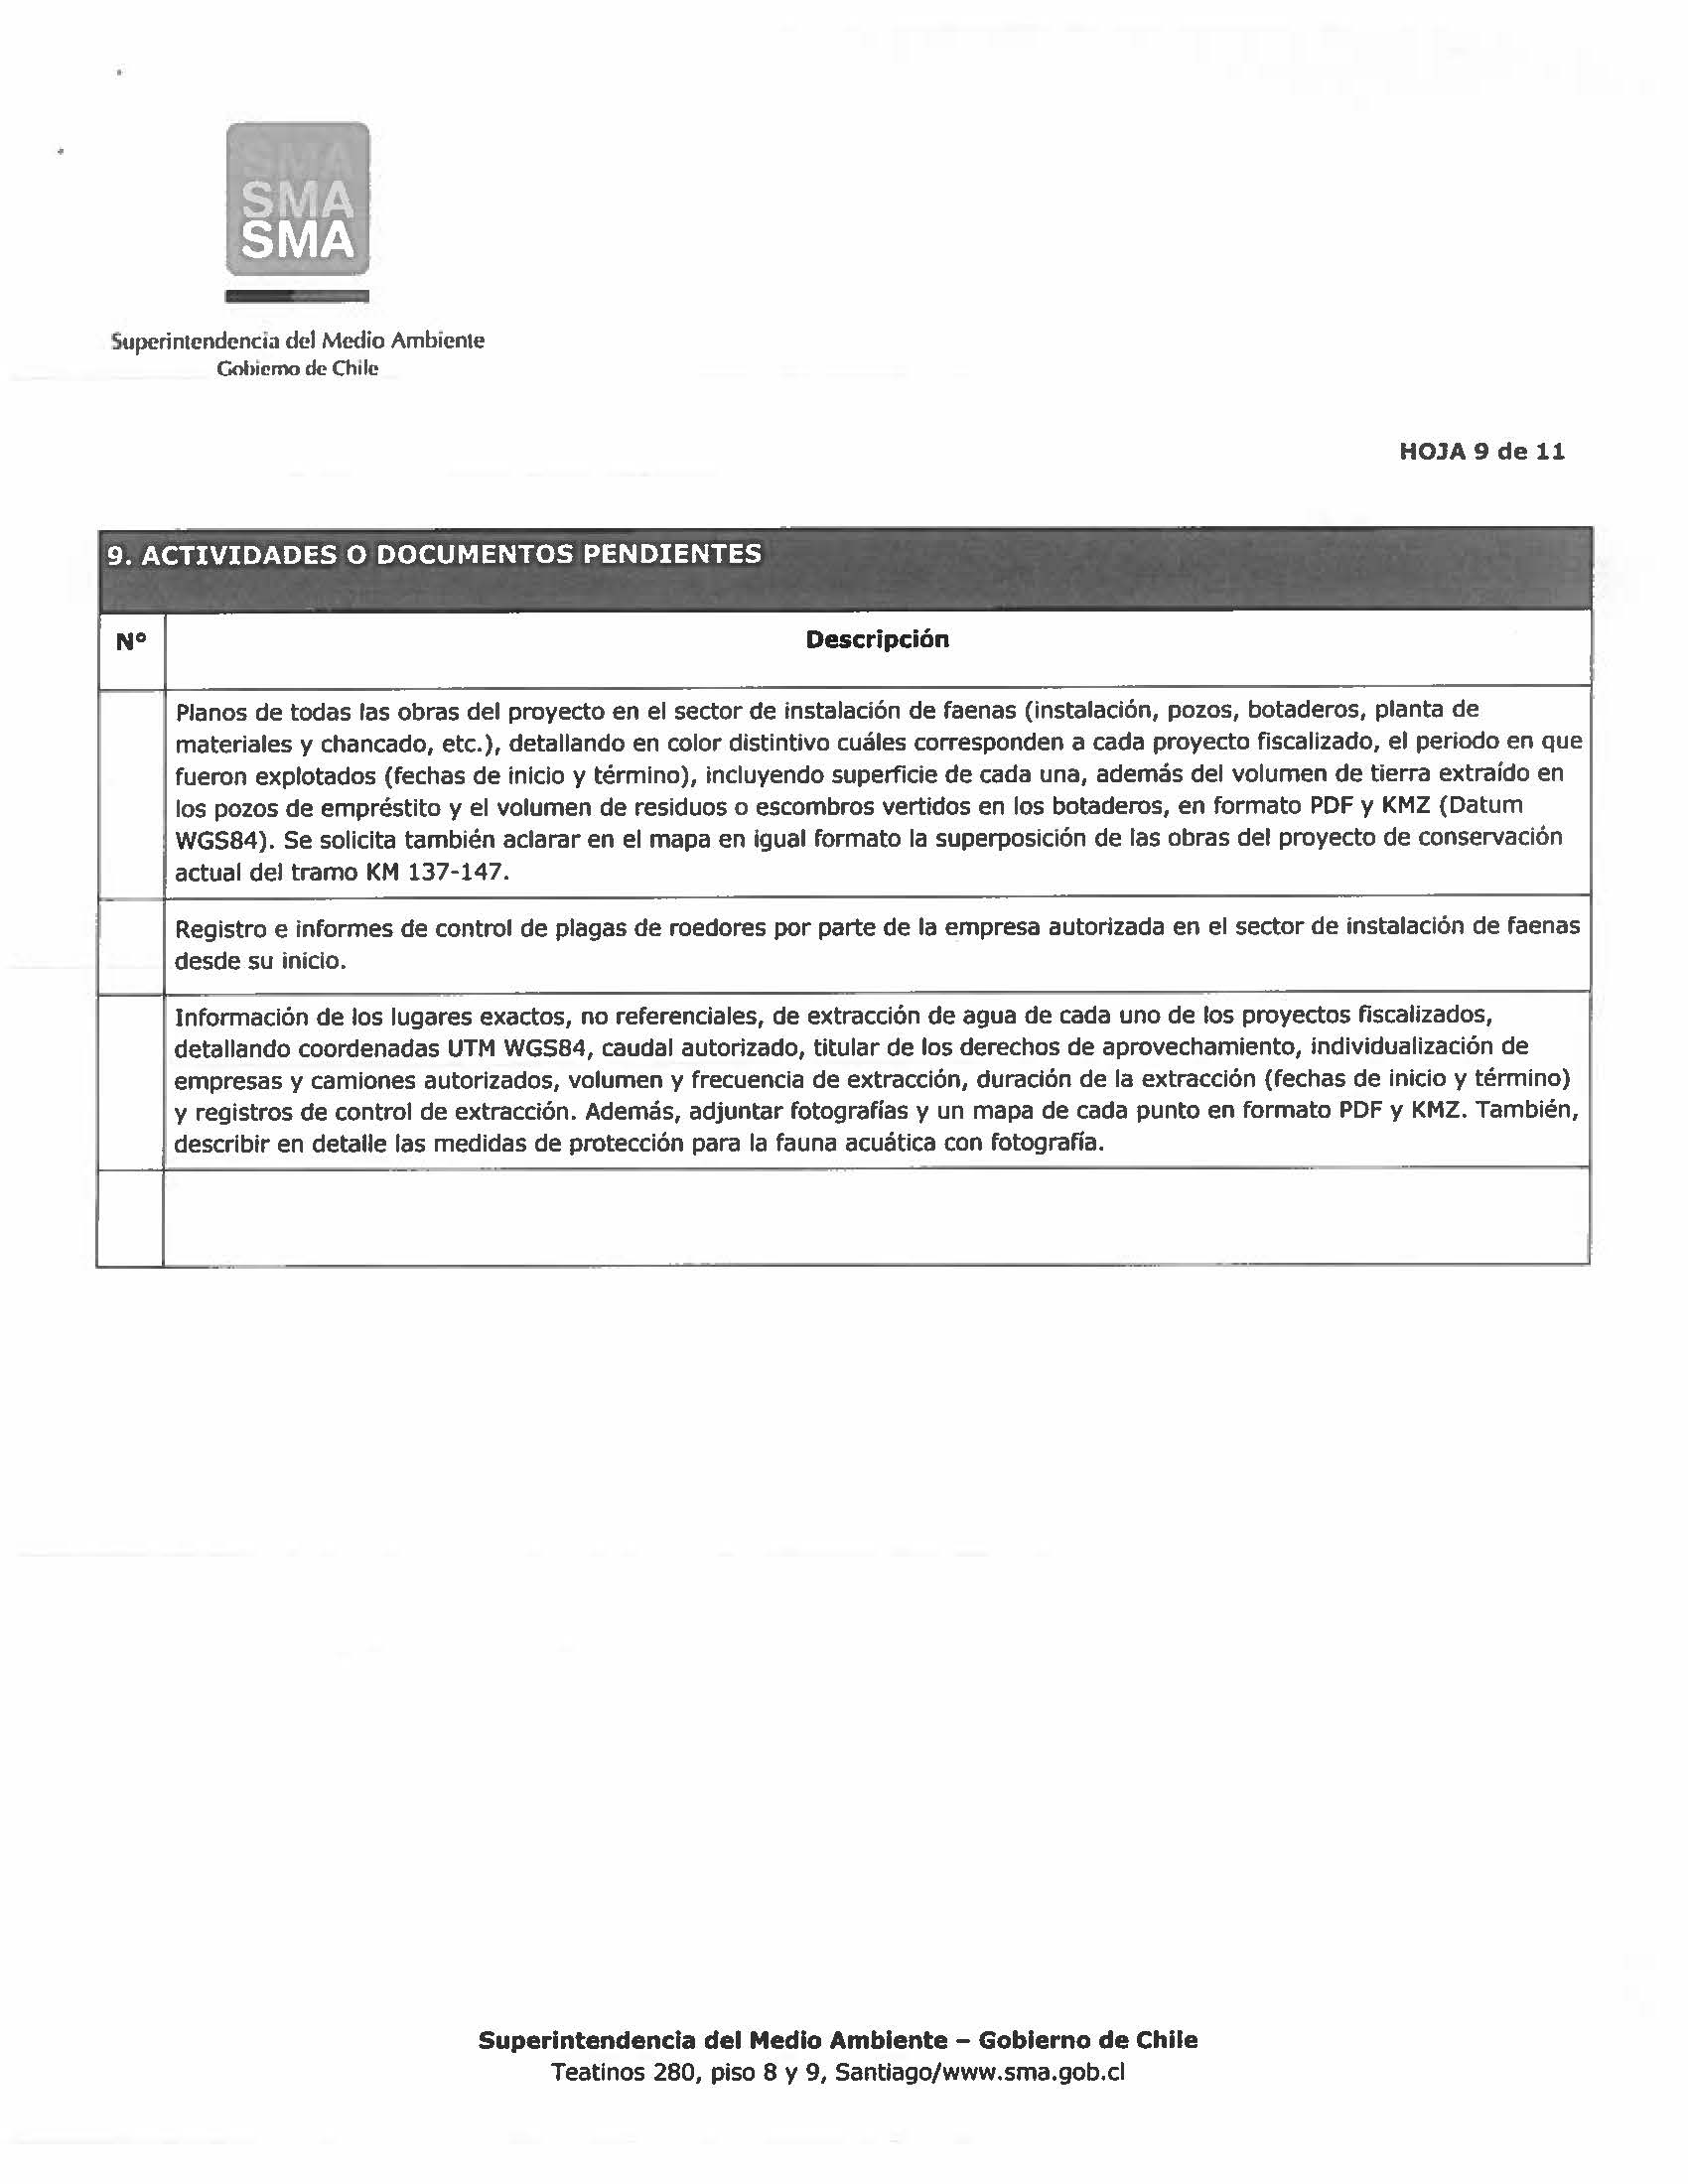 SMA
SMA
SMA
Superintendencia del Medio Ambiente
Gobierno de Chile
HOJA 9 de 11
9. ACTIVIDADES O DOCUMENTOS PENDIENTES
Nº
Descripción
Planos de todas las obras del proyecto en el sector de instalación de faenas (instalación, pozos, botaderos, planta de
materiales y chancado, etc.), detallando en color distintivo cuáles corresponden a cada proyecto fiscalizado, el periodo en que
fueron explotados (fechas de inicio y término), incluyendo superficie de cada una, además del volumen de tierra extraído en
los pozos de empréstito y el volumen de residuos o escombros vertidos en los botaderos, en formato PDF y KMZ (Datum
WGS84). Se solicita también aclarar en el mapa en igual formato la superposición de las obras del proyecto de conservación
actual del tramo KM 137-147.
Registro e informes de control de plagas de roedores por parte de la empresa autorizada en el sector de instalación de faenas
desde su inicio.
Información de los lugares exactos, no referenciales, de extracción de agua de cada uno de los proyectos fiscalizados,
detallando coordenadas UTM WGS84, caudal autorizado, titular de los derechos de aprovechamiento, individualización de
empresas y camiones autorizados, volumen y frecuencia de extracción, duración de la extracción (fechas de inicio y término)
y registros de control de extracción. Además, adjuntar fotografías y un mapa de cada punto en formato PDF y KMZ. También,
describir en detalle las medidas de protección para la fauna acuática con fotografía.
Superintendencia del Medio Ambiente – Gobierno de Chile
Teatinos 280, piso 8 y 9, Santiago/www.sma.gob.cl